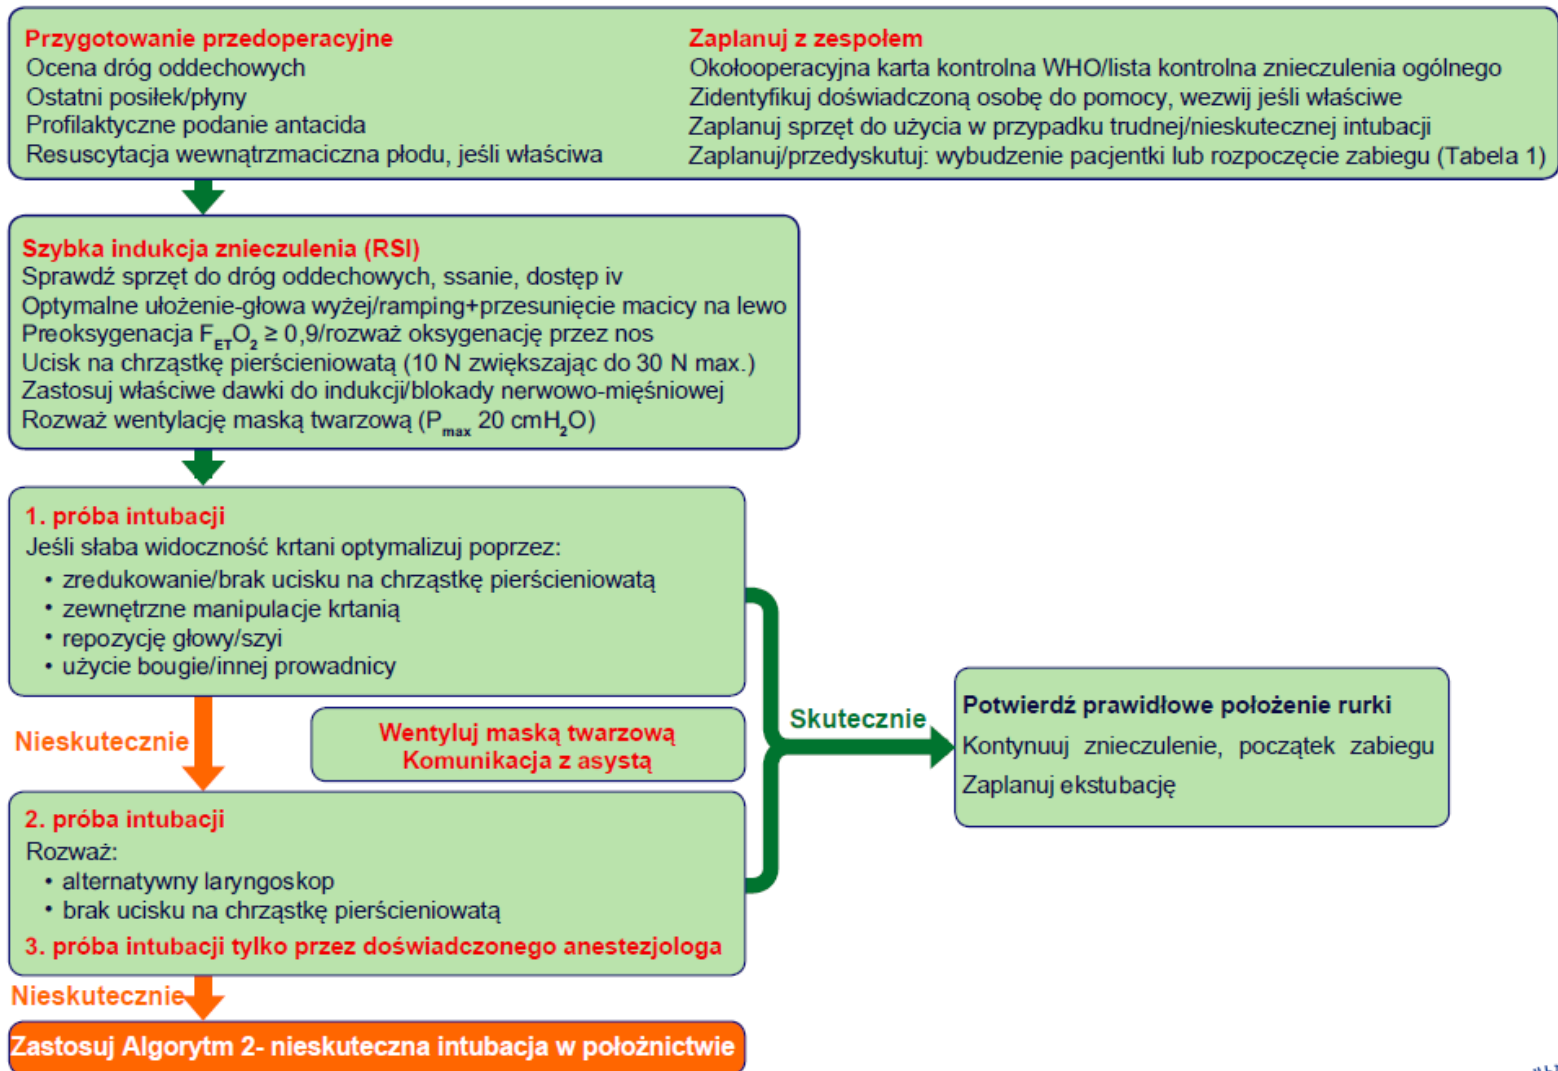 Przygotowanie przedoperacyjne
Ocena dróg oddechowych
Ostatni posiłek/płyny
Profilaktyczne podanie antacida
Resuscytacja wewnątrzmaciczna płodu, jeśli właściwa
Zaplanuj z zespołem
Okołooperacyjna karta kontrolna WHO/lista kontrolna znieczulenia ogólnego
Zidentyfikuj doświadczoną osobę do pomocy, wezwij jeśli właściwe
Zaplanuj sprzęt do użycia w przypadku trudnej/nieskutecznej intubacji
Zaplanuj/przedyskutuj: wybudzenie pacjentki lub rozpoczęcie zabiegu (Tabela 1)
Szybka indukcja znieczulenia (RSI)
Sprawdź sprzęt do dróg oddechowych, ssanie, dostęp iv
Optymalne ułożenie-głowa wyżej/ramping+przesunięcie macicy na lewo
Preoksygenacja FETO2 ≥ 0,9/rozważ oksygenację przez nos
Ucisk na chrząstkę pierścieniowatą (10 N zwiększając do 30 N max.)
Zastosuj właściwe dawki do indukcji/blokady nerwowo-mięśniowej
Rozważ wentylację maską twarzową (Pmax 20 cmH2O)
1. próba intubacji
Jeśli słaba widoczność krtani optymalizuj poprzez:
• zredukowanie/brak ucisku na chrząstkę pierścieniowatą
• zewnętrzne manipulacje krtanią
• repozycję głowy/szyi
• użycie bougie/innej prowadnicy
Nieskutecznie
Wentyluj maską twarzową
Komunikacja z asystą
Skutecznie
Potwierdź prawidłowe położenie rurki
Kontynuuj znieczulenie, początek zabiegu
Zaplanuj ekstubację
2. próba intubacji
Rozważ:
• alternatywny laryngoskop
• brak ucisku na chrząstkę pierścieniowatą
3. próba intubacji tylko przez doświadczonego anestezjologa
Nieskutecznie
Zastosuj Algorytm 2- nieskuteczna intubacja w położnictwie